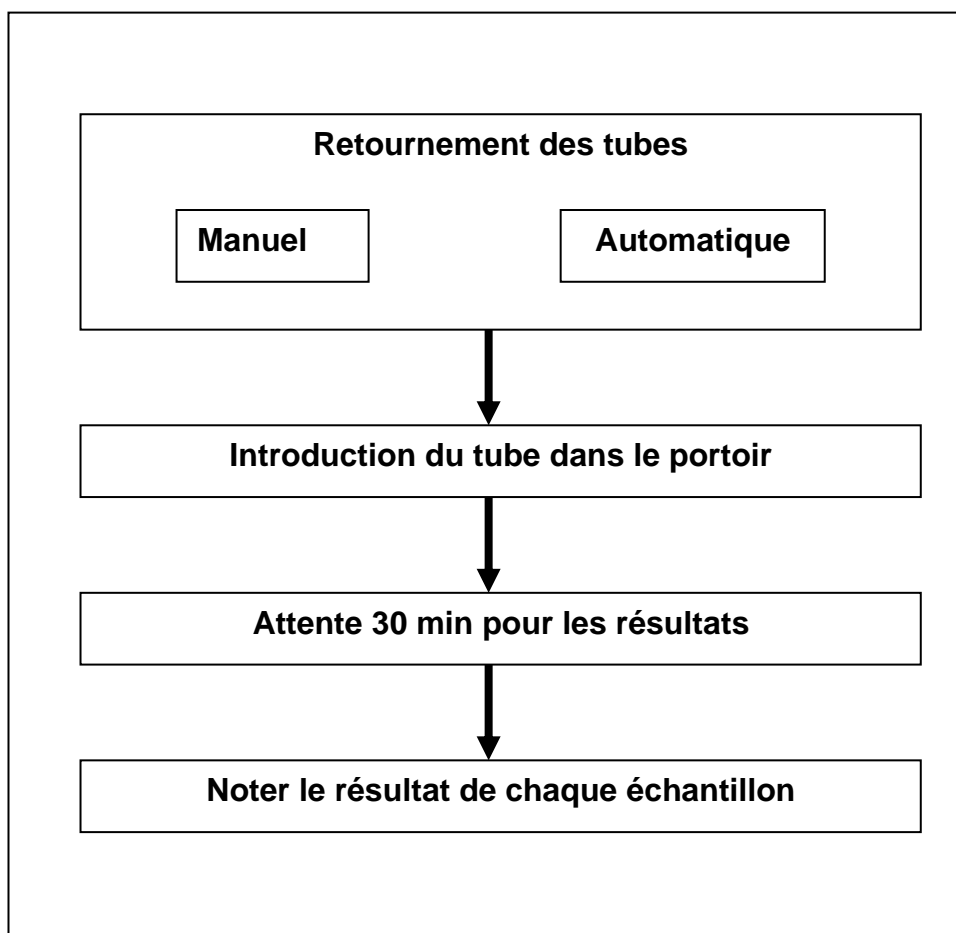 Retournement des tubes
Manuel
Automatique
Introduction du tube dans le portoir
Attente 30 min pour les résultats
Noter le résultat de chaque échantillon